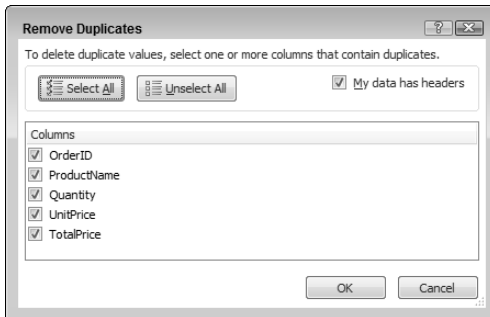 Remove Duplicates
To delete duplicate values, select one or more columns that contain duplicates.
Select All
Unselect All
My data has headers
Columns
OrderID
ProductName
Quantity
UnitPrice
TotalPrice
OK
Cancel